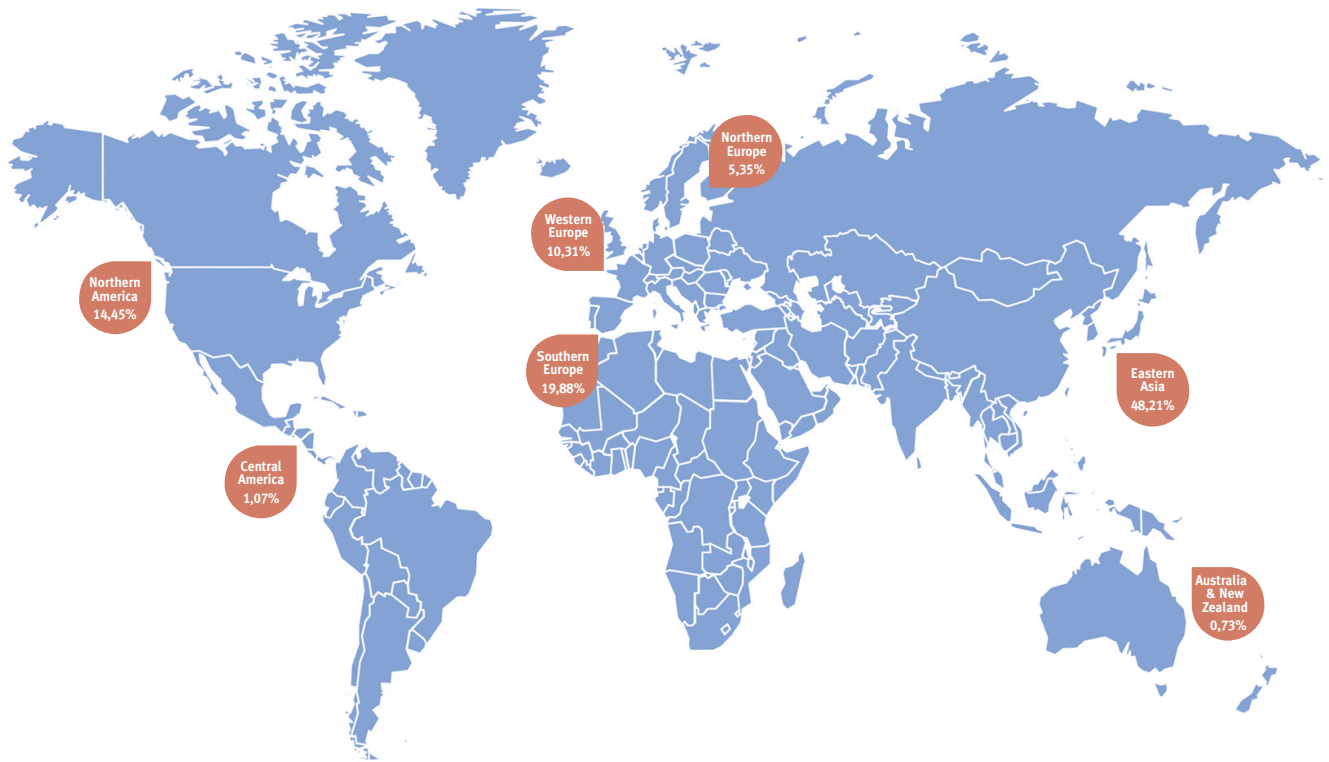 Northern
Europe
5,35%
Western
Europe
10,31%
Northern
America
14,45%
Southern
Europe
19,88%
Eastern
Asia
48,21%
Central
America
1,07%
Australia
& New
Zealand
0,73%